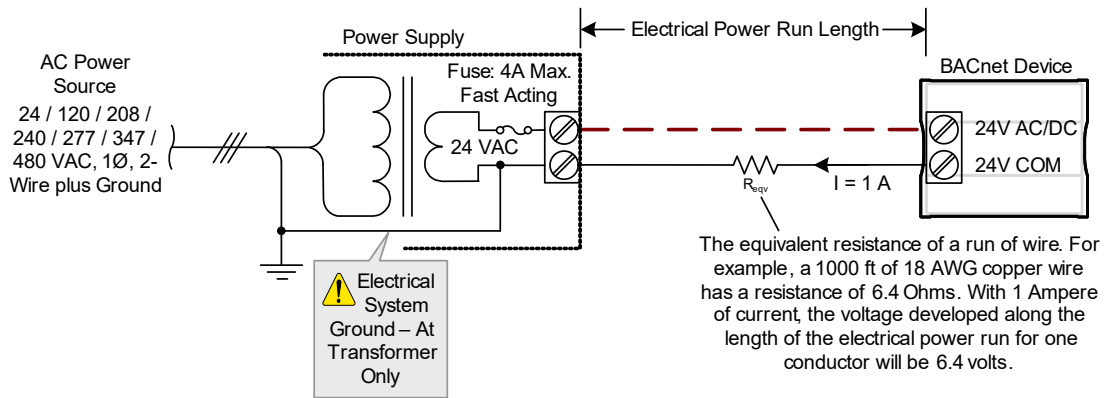 Electrical Power Run Length
Power Supply
AC Power
Source
24 / 120 / 208 /
240 / 277 / 347 /
480 VAC, 1Ø, 2-
Wire plus Ground
Fuse: 4A Max.
Fast Acting
24 VAC
BACnet Device
24V AC/DC
24V COM
Reqv
I = 1 A
Electrical
System
Ground – At
Transformer
Only
The equivalent resistance of a run of wire. For
example, a 1000 ft of 18 AWG copper wire
has a resistance of 6.4 Ohms. With 1 Ampere
of current, the voltage developed along the
length of the electrical power run for one
conductor will be 6.4 volts.